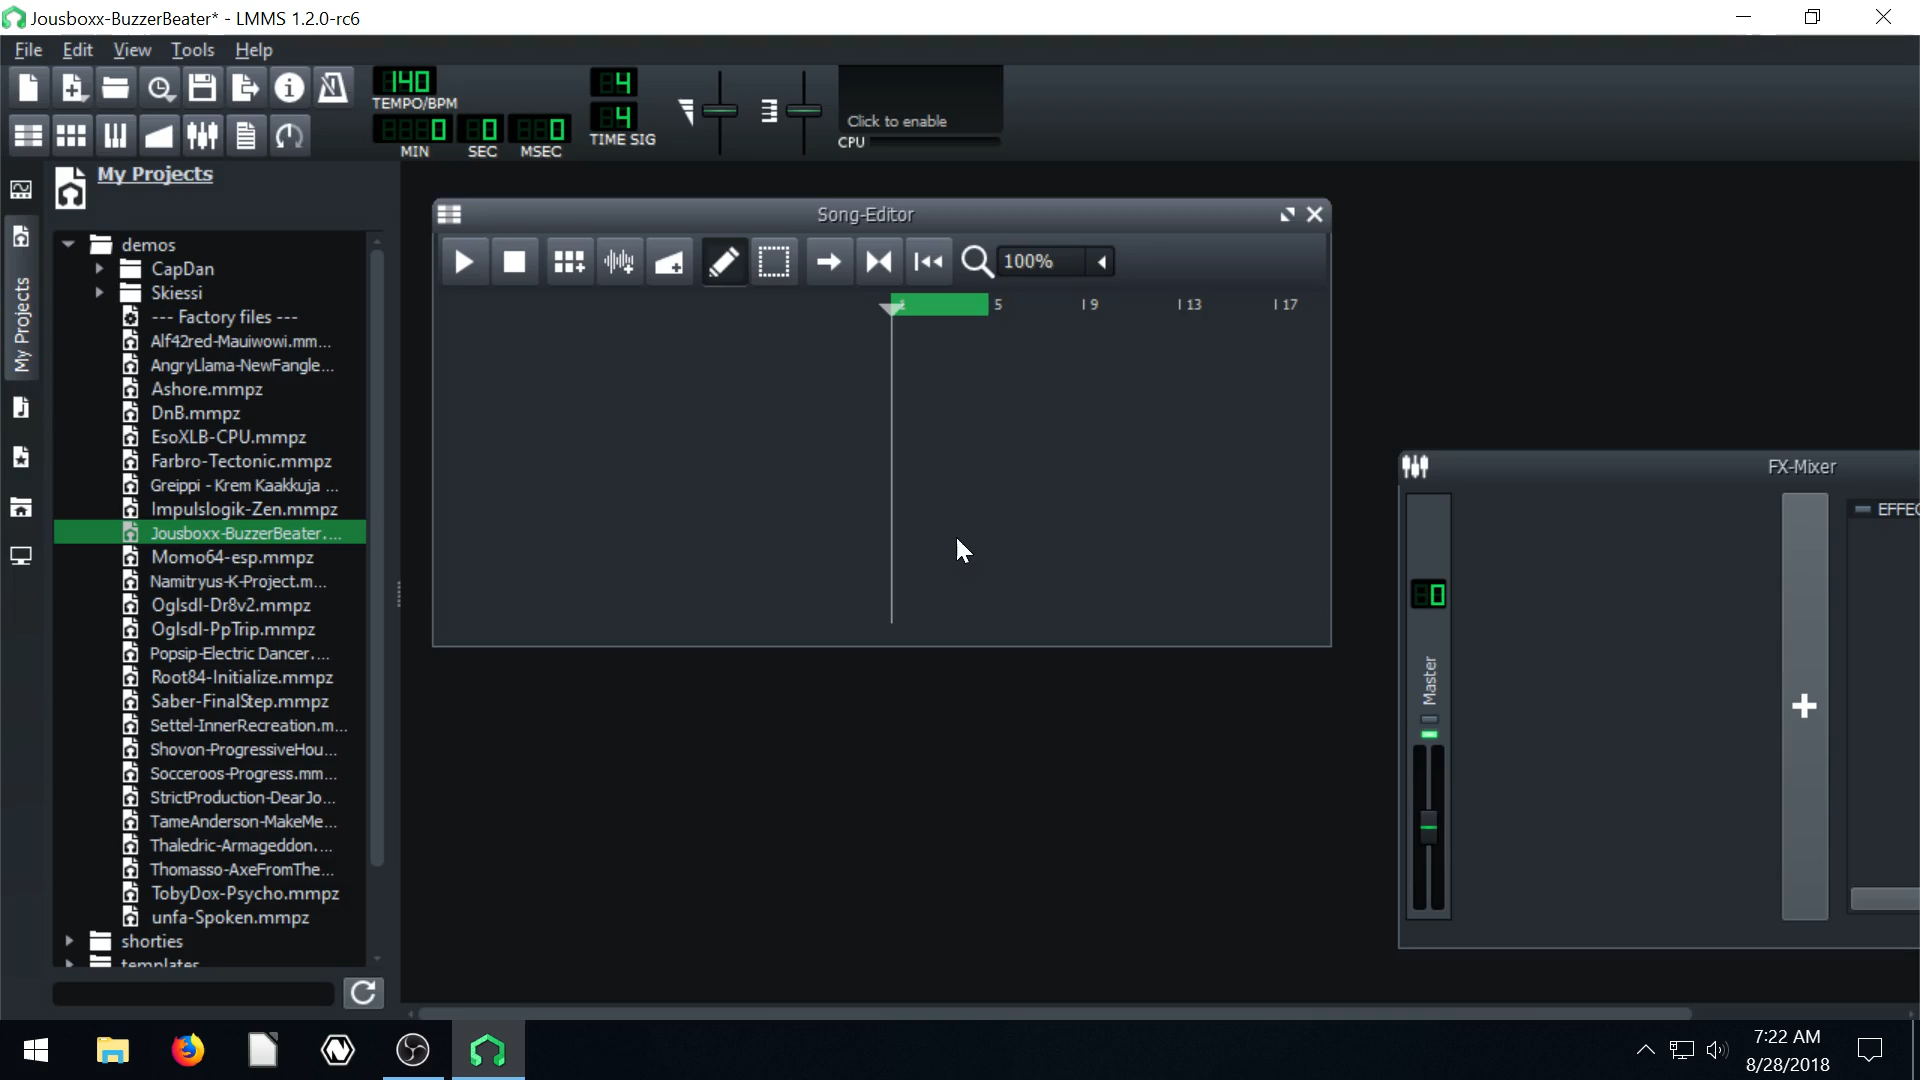 Jousboxx-BuzzerBeater* - LMMS 1.2.0-rc6
File Edit View Tools Help
140
TEMPO/BPM
0 0 0
MIN SEC MSEC
4
4
TIME SIG
Click to enable
CPU
My Projects
My Projects
demos
CapDan
Skiessi
--- Factory files ---
Alf42red-Mauiwowi.mm...
AngryLlama-NewFangle...
Ashore.mmpz
DnB.mmpz
EsoXLB-CPU.mmpz
Farbro-Tectonic.mmpz
Greippi - Krem Kaakkuja ...
Impulslogik-Zen.mmpz
Jousboxx-BuzzerBeater....
Momo64-esp.mmpz
Namitryus-K-Project.m...
Oglsdl-Dr8v2.mmpz
Oglsdl-PpTrip.mmpz
Popsip-Electric Dancer....
Root84-Initialize.mmpz
Saber-FinalStep.mmpz
Settel-InnerRecreation.m...
Shovon-ProgressiveHou...
Socceroos-Progress.mm...
StrictProduction-DearJo...
TameAnderson-MakeMe...
Thaledric-Armageddon....
Thomasso-AxeFromThe...
TobyDox-Psycho.mmpz
unfa-Spoken.mmpz
shorties
templates
Song-Editor
100%
1 5 9 13 17
FX-Mixer
EFFEC
0
Master
7:22 AM
8/28/2018